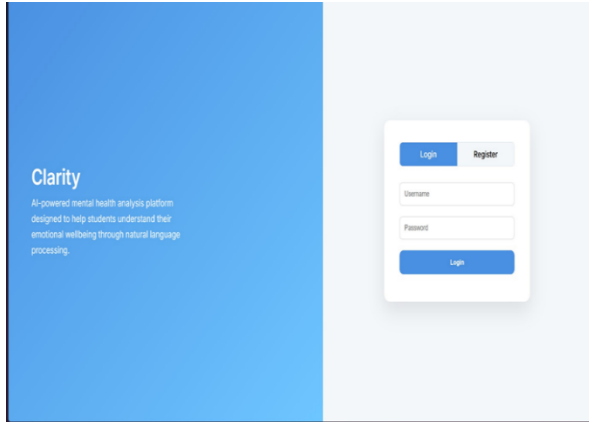 Clarity
AI-powered mental health analysis platform
designed to help students understand their
emotional wellbeing through natural language
processing.
Login
Register
Username
Password
Login